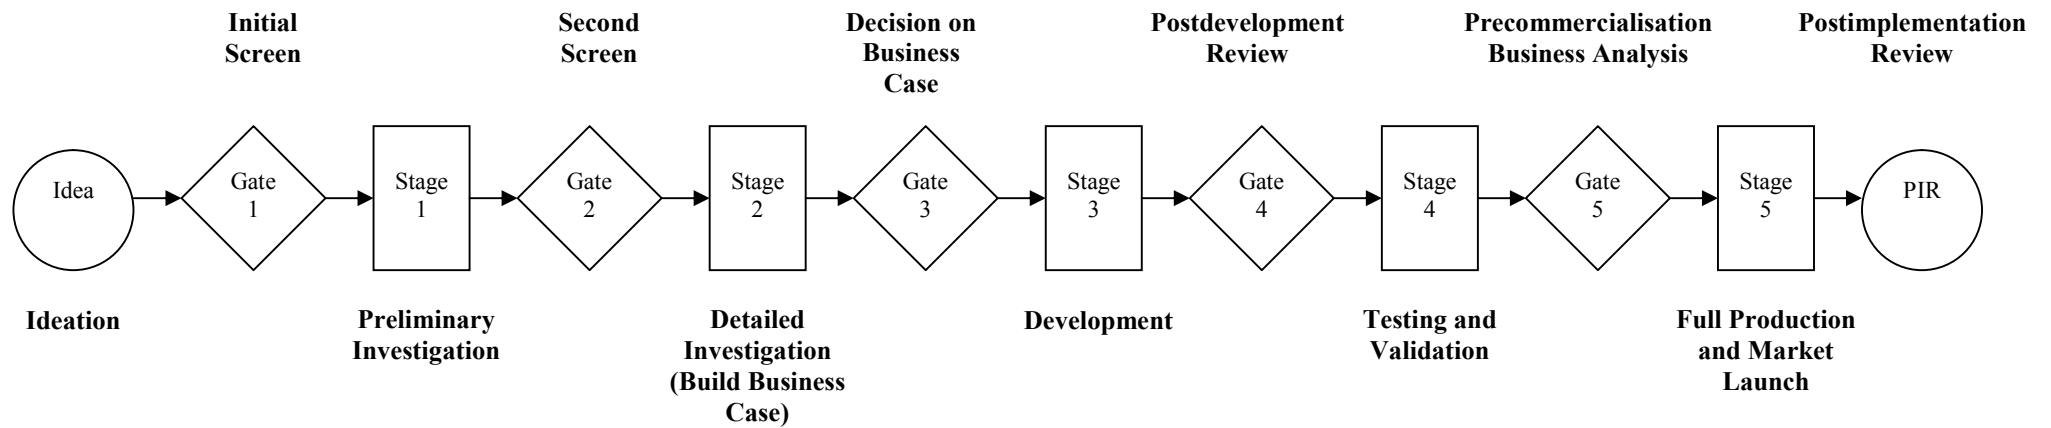 Initial
Screen
Second
Screen
Decision on
Business
Case
Postdevelopment
Review
Precommercialisation
Business Analysis
Postimplementation
Review
Idea
Gate
1
Stage
1
Gate
2
Stage
2
Gate
3
Stage
3
Gate
4
Stage
4
Gate
5
Stage
5
PIR
Ideation
Preliminary
Investigation
Detailed
Investigation
(Build Business
Case)
Development
Testing and
Validation
Full Production
and Market
Launch